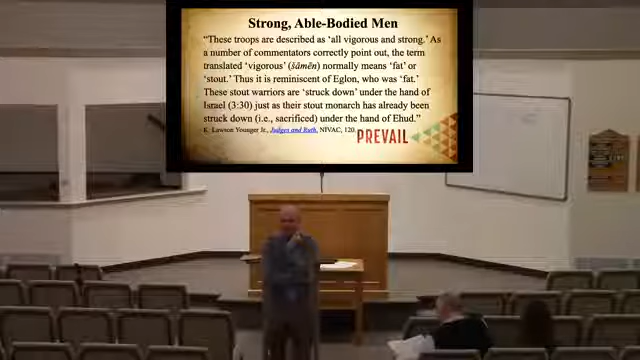 Strong, Able-Bodied Men
“These troops are described as ‘all vigorous and strong.’ As
a number of commentators correctly point out, the term
translated ‘vigorous’ (šāmēn) normally means ‘fat’ or
‘stout.’ Thus it is reminiscent of Eglon, who was ‘fat.’
These stout warriors are ‘struck down’ under the hand of
Israel (3:30) just as their stout monarch has already been
struck down (i.e., sacrificed) under the hand of Ehud.”
K. Lawson Younger Jr., Judges and Ruth, NIVAC, 120.
PREVAIL